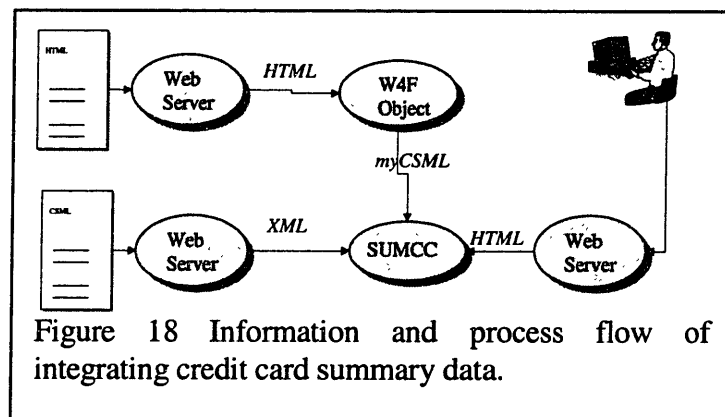 HTML
Web
Server
HTML
W4F
Object
myCSML
CSML
Web
Server
XML
SUMCC
HTML
Web
Server
Figure 18 Information and process flow of
integrating credit card summary data.